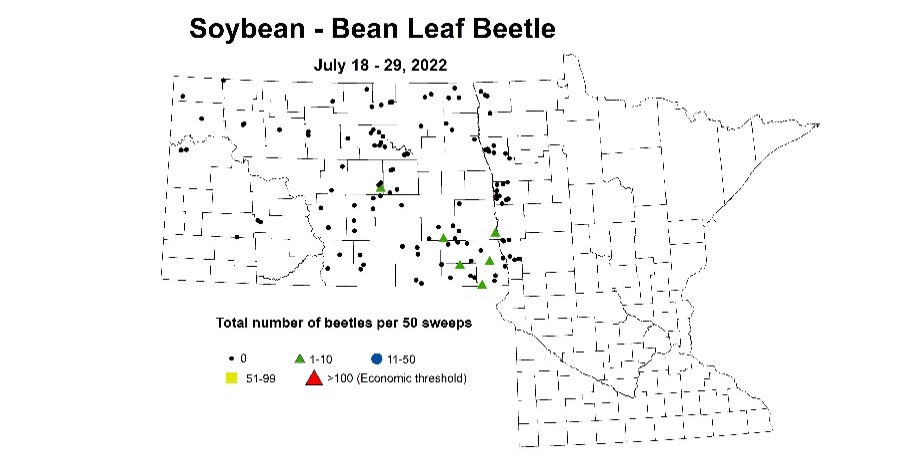 Soybean - Bean Leaf Beetle
July 18 - 29, 2022
Total number of beetles per 50 sweeps
0
1-10
11-50
51-99
>100 (Economic threshold)